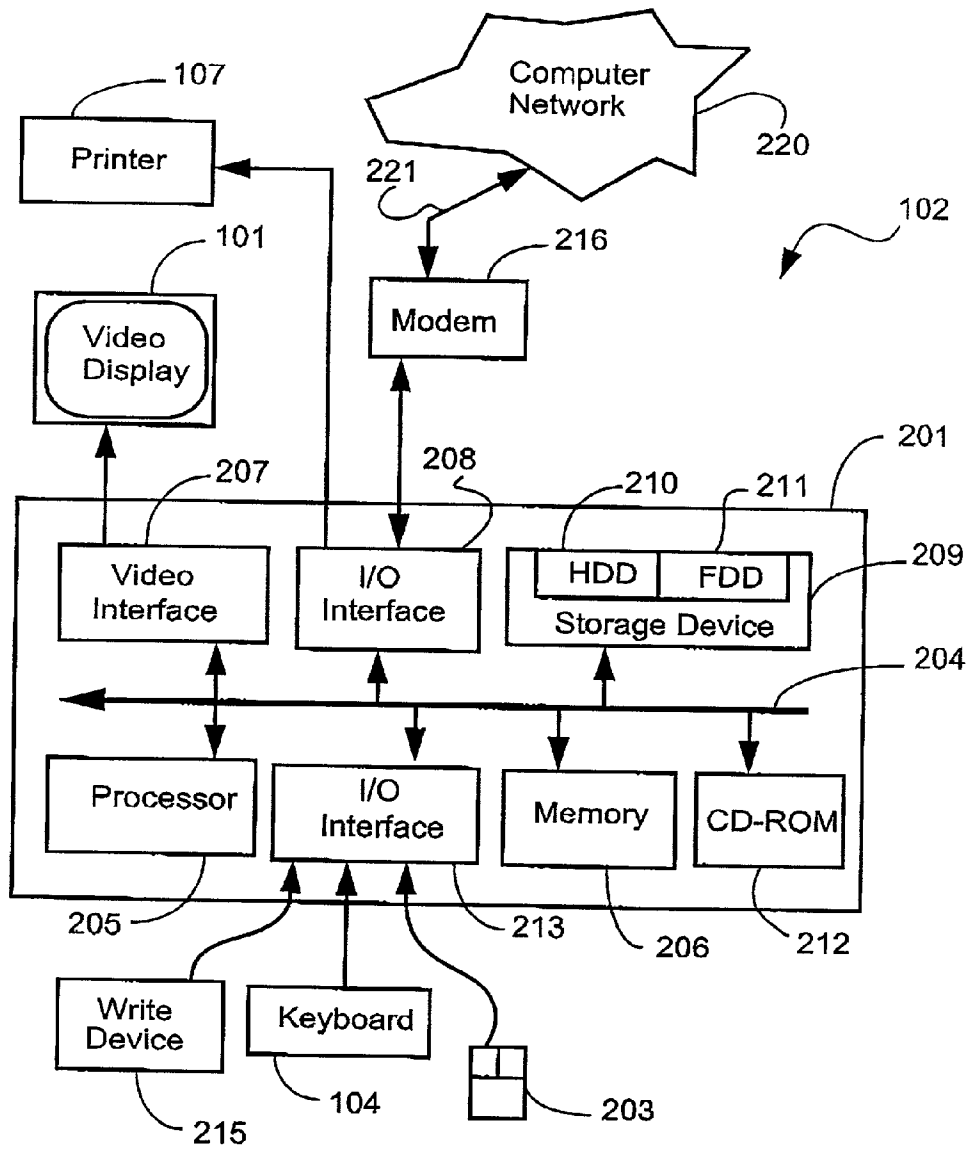 107
Computer
Network
Printer
220
221
102
101
216
Video
Display
Modem
201
207
208
210
211
HDD
FDD
209
Video
Interface
I/O
Interface
Storage Device
204
Processor
I/O
Interface
Memory
CD-ROM
205
213
206
212
Write
Device
Keyboard
215
104
203